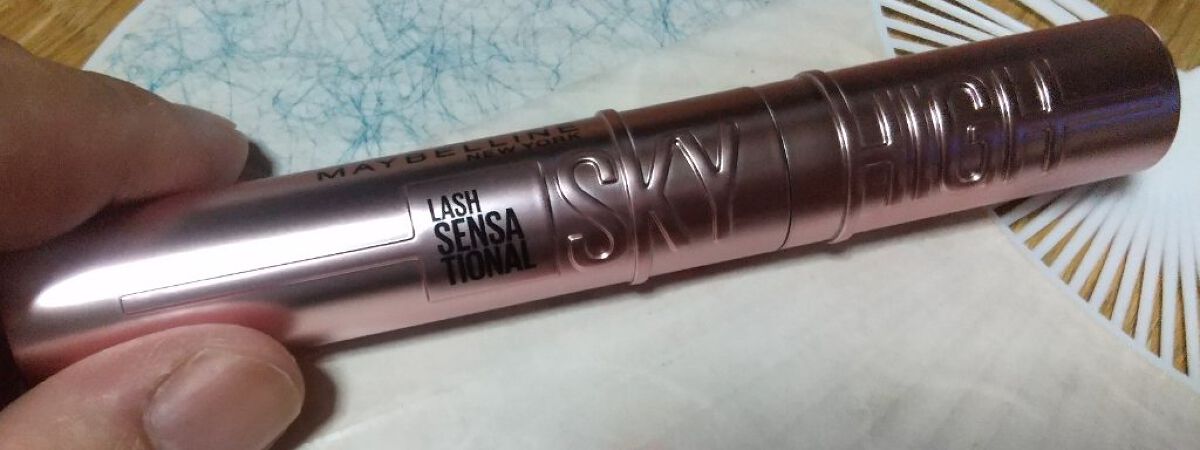 MAYBELLINE
NEW YORK
LASH
SENSA
TIONAL
SKY HIGH